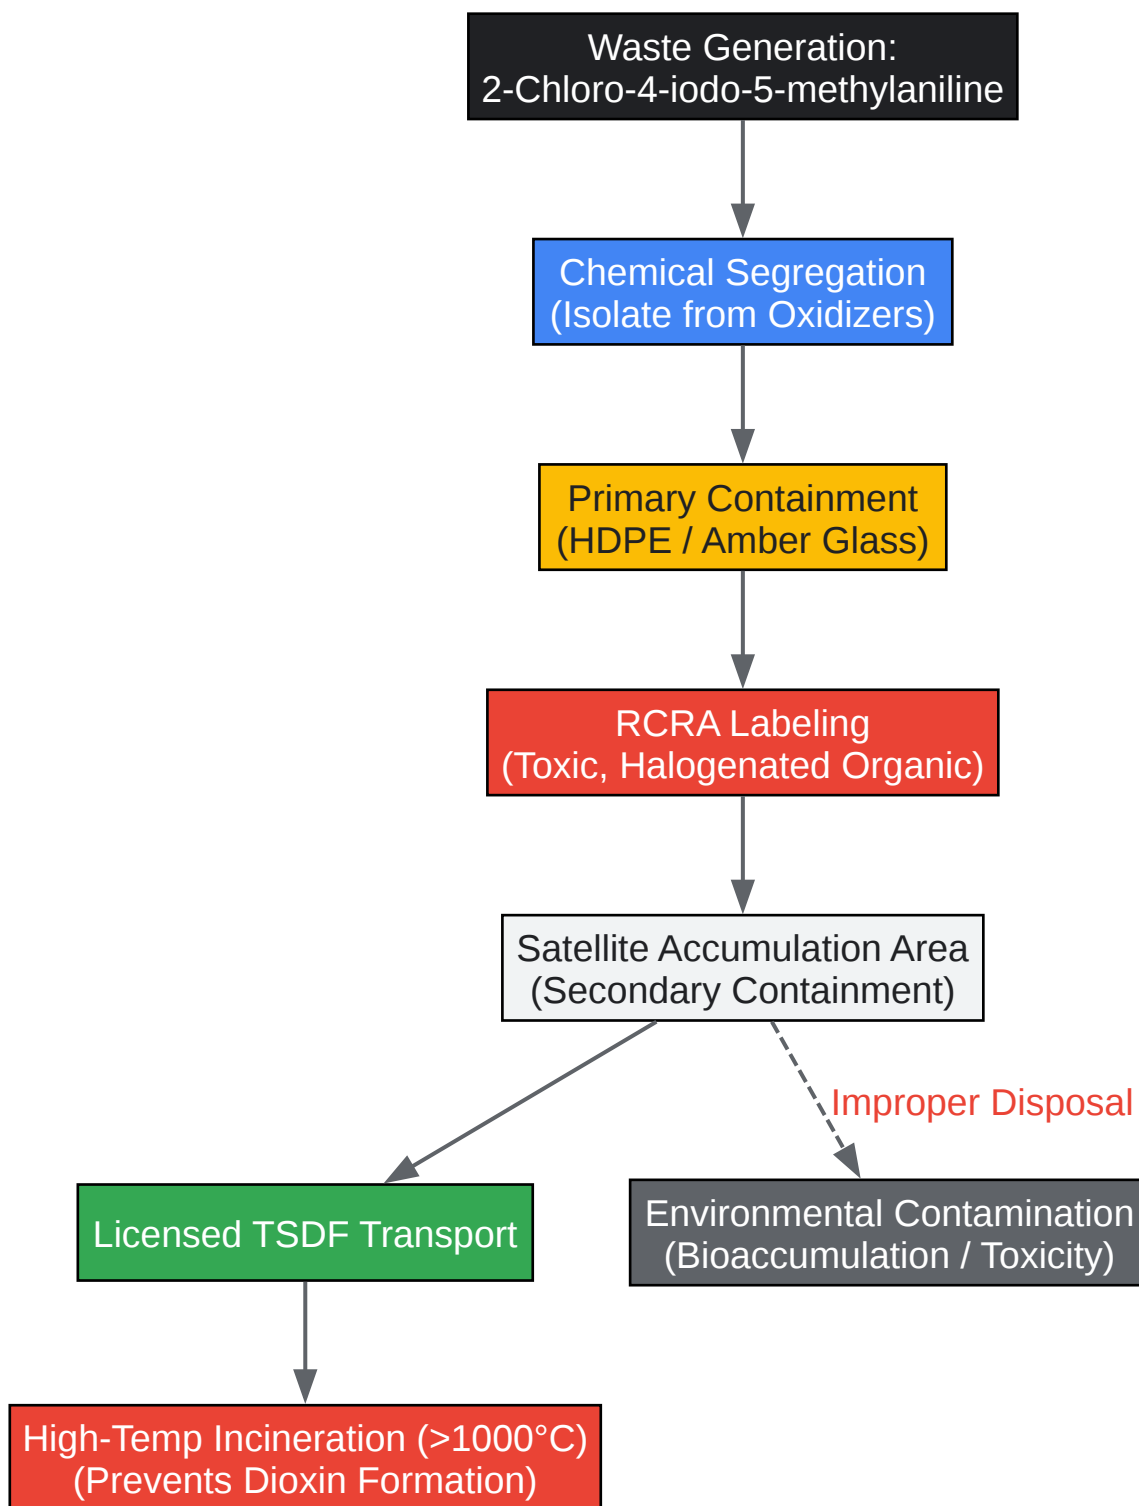 Waste Generation:
2-Chloro-4-iodo-5-methylaniline
Chemical Segregation
(Isolate from Oxidizers)
Primary Containment
(HDPE / Amber Glass)
RCRA Labeling
(Toxic, Halogenated Organic)
Satellite Accumulation Area
(Secondary Containment)
Improper Disposal
Licensed TSDF Transport
Environmental Contamination
(Bioaccumulation / Toxicity)
High-Temp Incineration (>1000°C)
(Prevents Dioxin Formation)